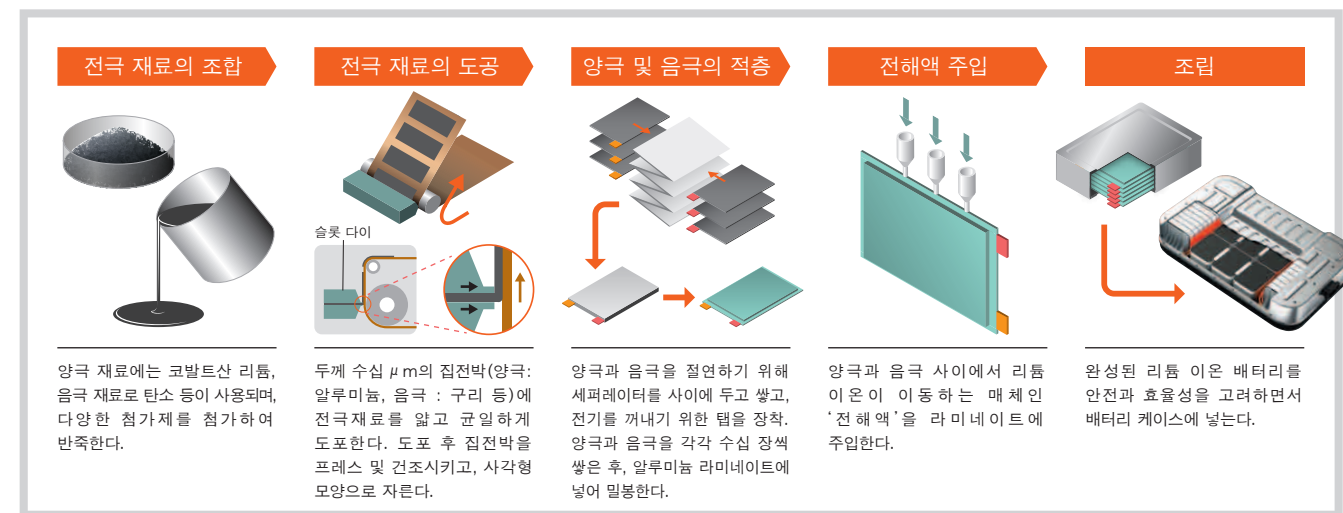 전극 재료의 조합
전극 재료의 도공
양극 및 음극의 적층
전해액 주입
조립
슬롯 다이
양극 재료에는 코발트산 리튬,
음극 재료로 탄소 등이 사용되며,
다양한 첨가제를 첨가하여
반죽한다.
두께 수십 μm의 집전박(양극:
알루미늄, 음극 : 구리 등)에
전극재료를 얇고 균일하게
도포한다. 도포 후 집전박을
프레스 및 건조시키고, 사각형
모양으로 자른다.
양극과 음극을 절연하기 위해
세퍼레이터를 사이에 두고 쌓고,
전기를 꺼내기 위한 탭을 장착.
양극과 음극을 각각 수십 장씩
쌓은 후, 알루미늄 라미네이트에
넣어 밀봉한다.
양극과 음극 사이에서 리튬
이온이 이동하는 매체인
‘전해액’을 라미네이트에
주입한다.
완성된 리튬 이온 배터리를
안전과 효율성을 고려하면서
배터리 케이스에 넣는다.